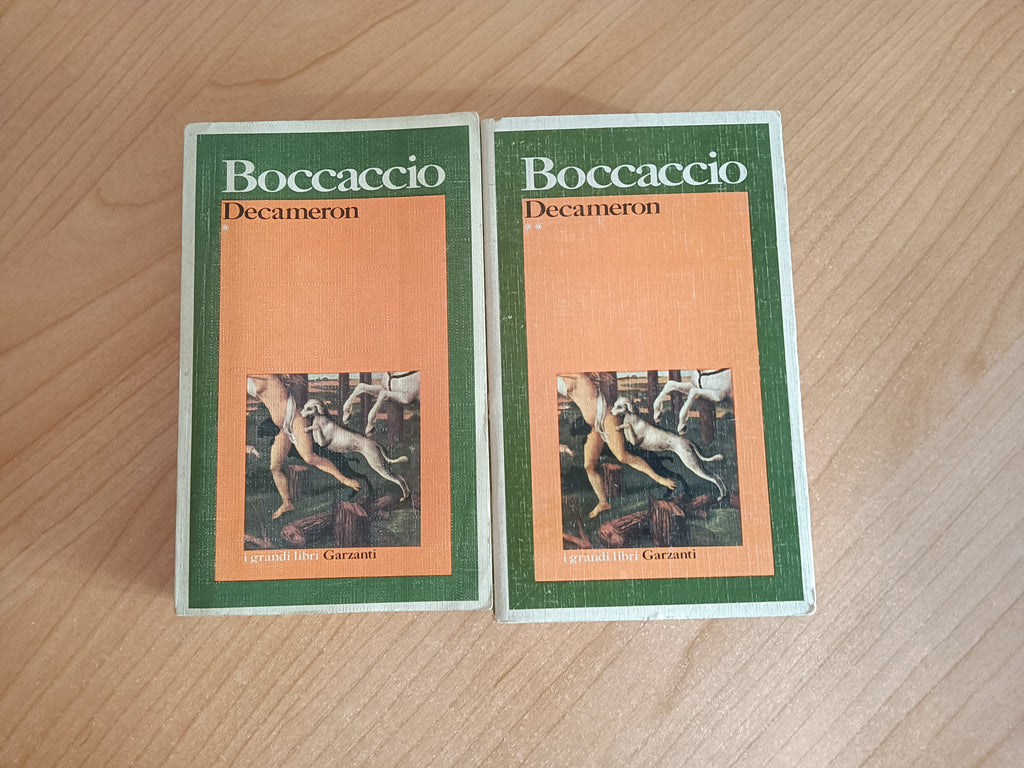 Boccaccio
Decameron
*
i grandi libri Garzanti
Boccaccio
Decameron
**
i grandi libri Garzanti